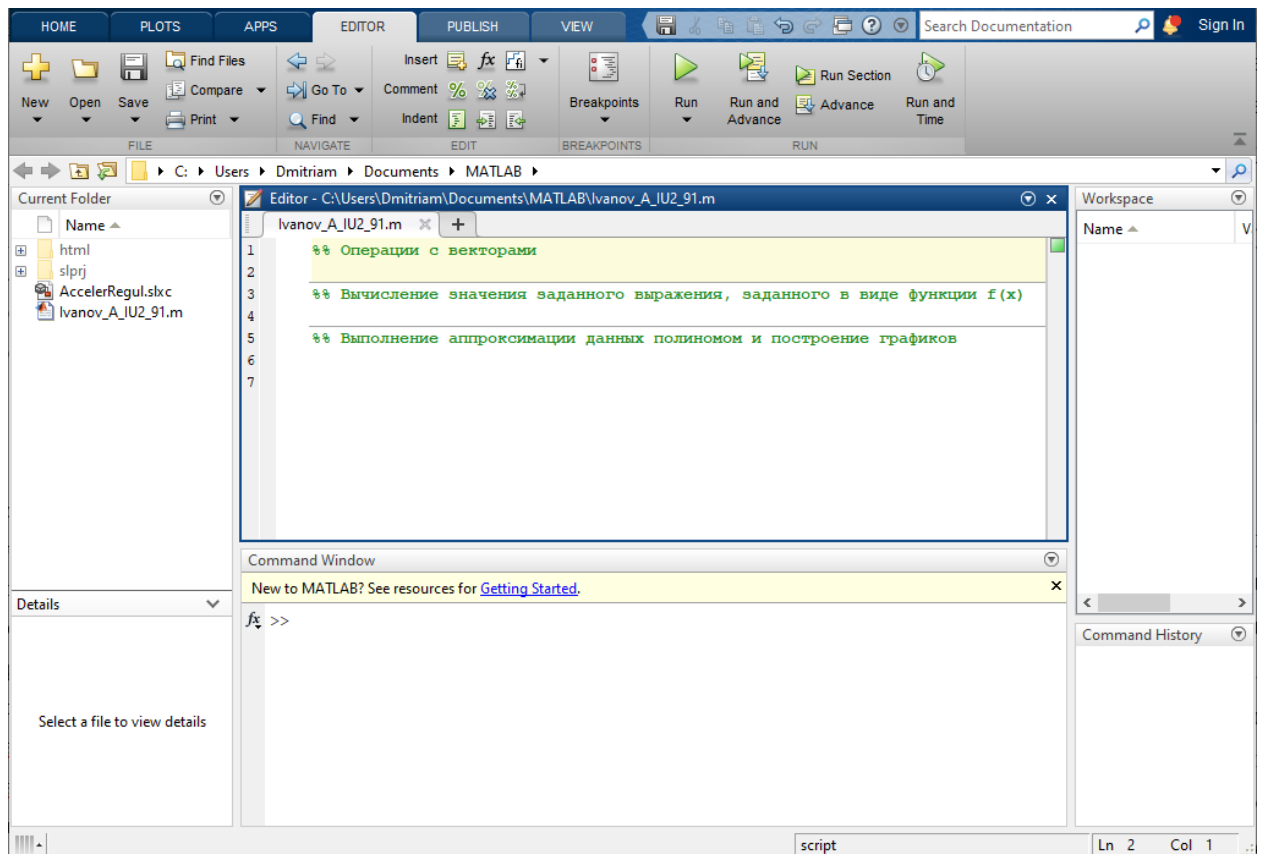 HOME PLOTS APPS EDITOR PUBLISH VIEW Search Documentation Sign In
New Open Save Find Files Compare Print
Go To Find
Insert fx
Comment
Indent
Breakpoints
Run Run and Advance Run Section Advance Run and Time
FILE NAVIGATE EDIT BREAKPOINTS RUN
C: Users Dmitriam Documents MATLAB
Current Folder
Name
html
slprj
AccelerRegul.slxc
Ivanov_A_IU2_91.m
Editor - C:\Users\Dmitriam\Documents\MATLAB\Ivanov_A_IU2_91.m
Ivanov_A_IU2_91.m +
1 %% Операции с векторами
2
3 %% Вычисление значения заданного выражения, заданного в виде функции f(x)
4
5 %% Выполнение аппроксимации данных полиномом и построение графиков
6
7
Workspace
Name V
Command Window
New to MATLAB? See resources for Getting Started.
fx >>
Details
Select a file to view details
Command History
script Ln 2 Col 1